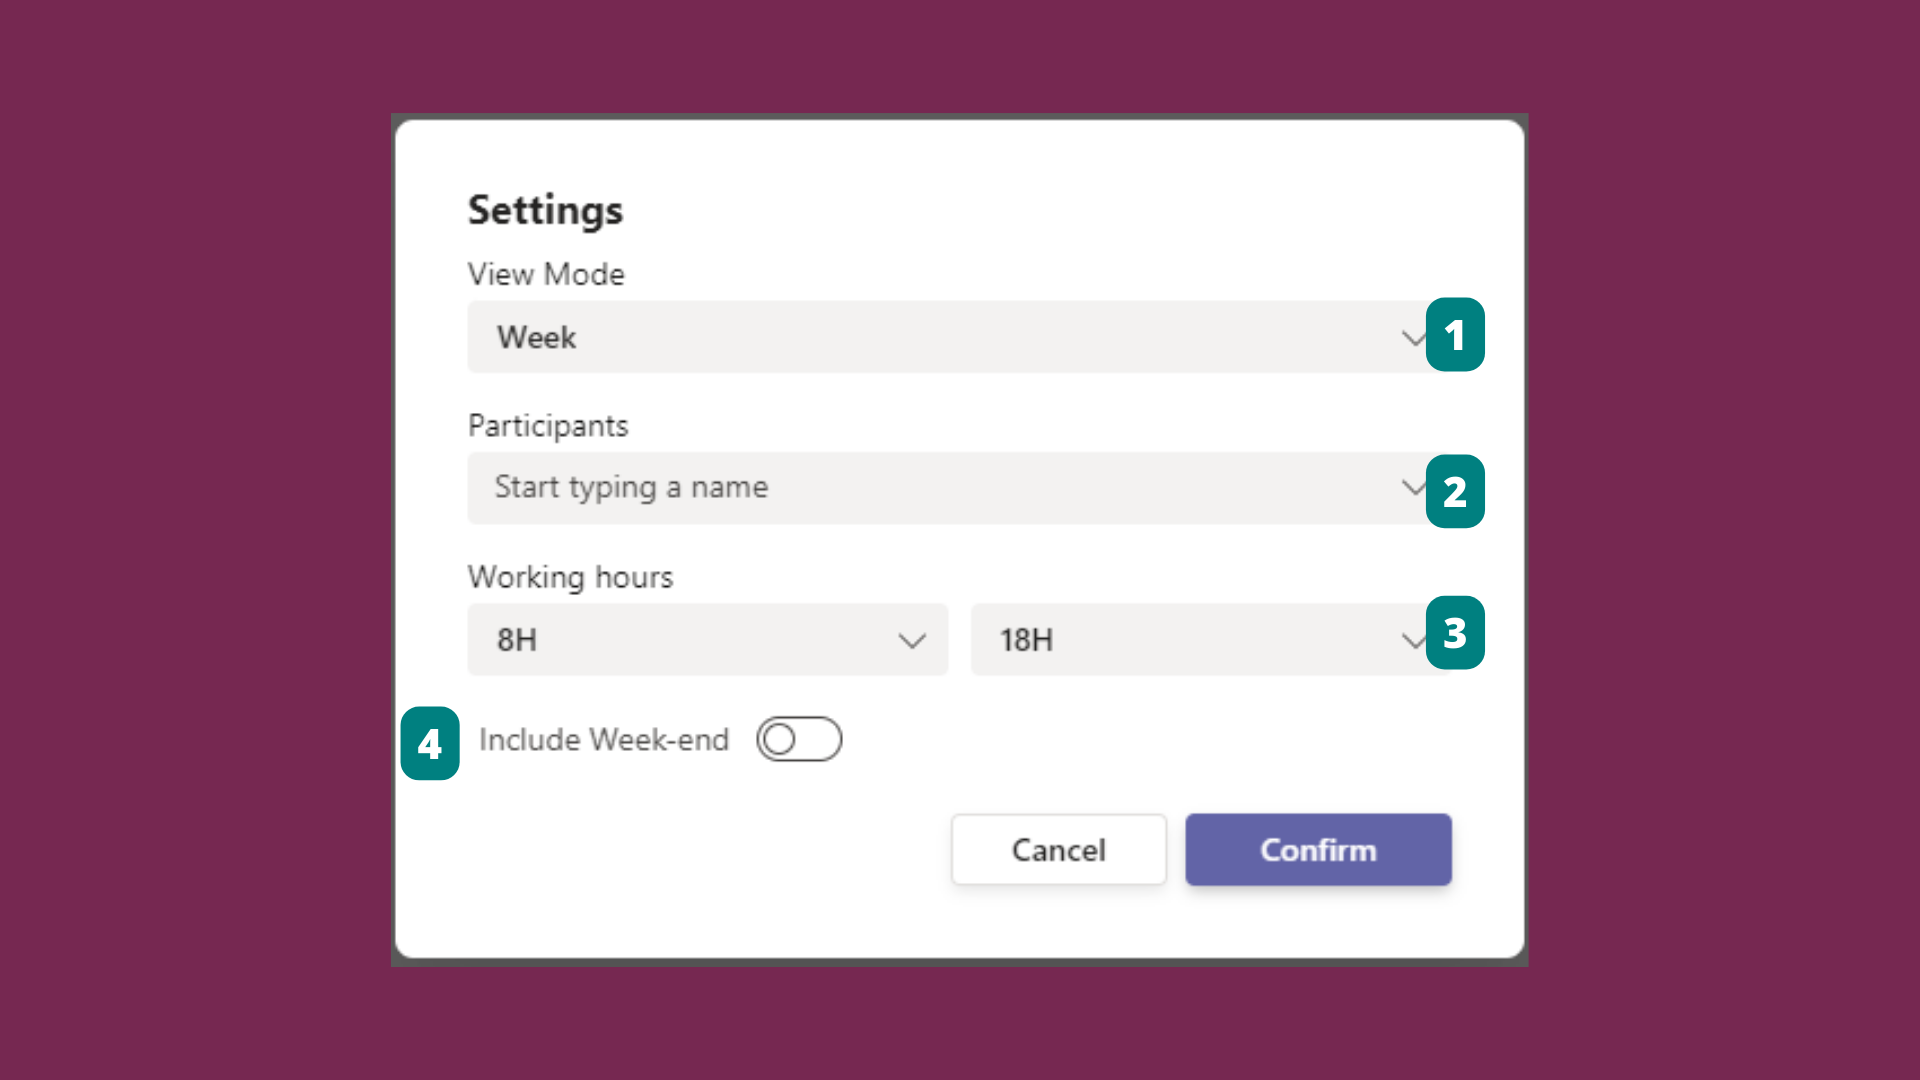 Settings
View Mode
Week 1
Participants
Start typing a name 2
Working hours
8H 18H 3
4 Include Week-end
Cancel Confirm